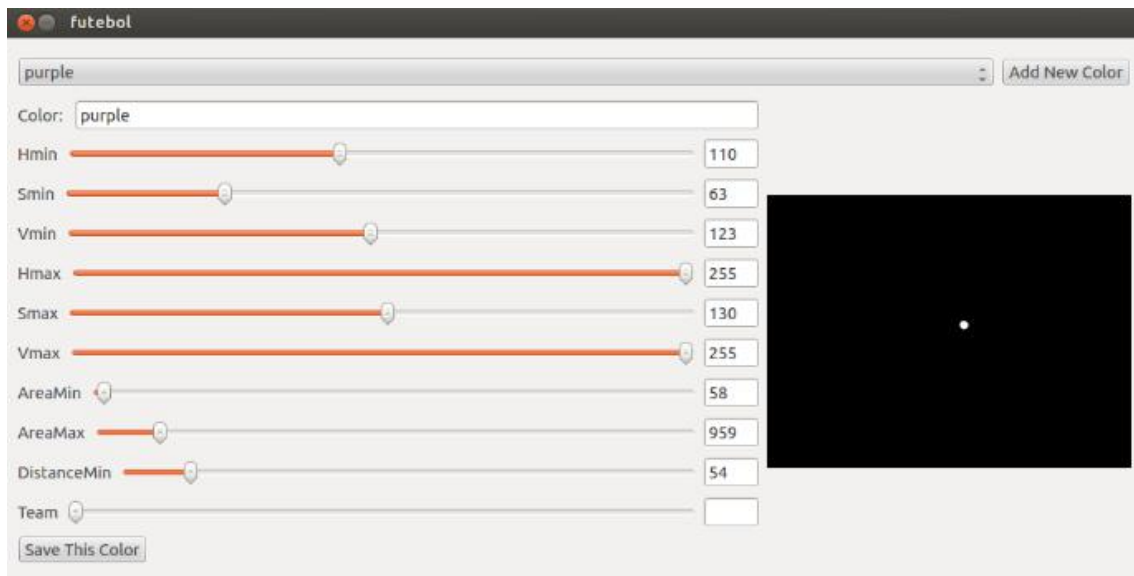 futebol
purple Add New Color
Color: purple
Hmin 110
Smin 63
Vmin 123
Hmax 255
Smax 130
Vmax 255
AreaMin 58
AreaMax 959
DistanceMin 54
Team
Save This Color